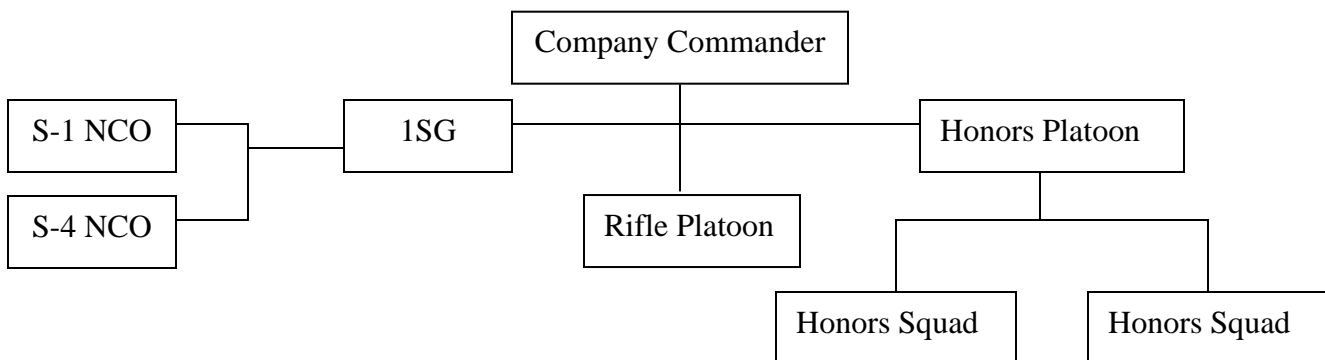 Company Commander
S-1 NCO
1SG
Honors Platoon
S-4 NCO
Rifle Platoon
Honors Squad
Honors Squad